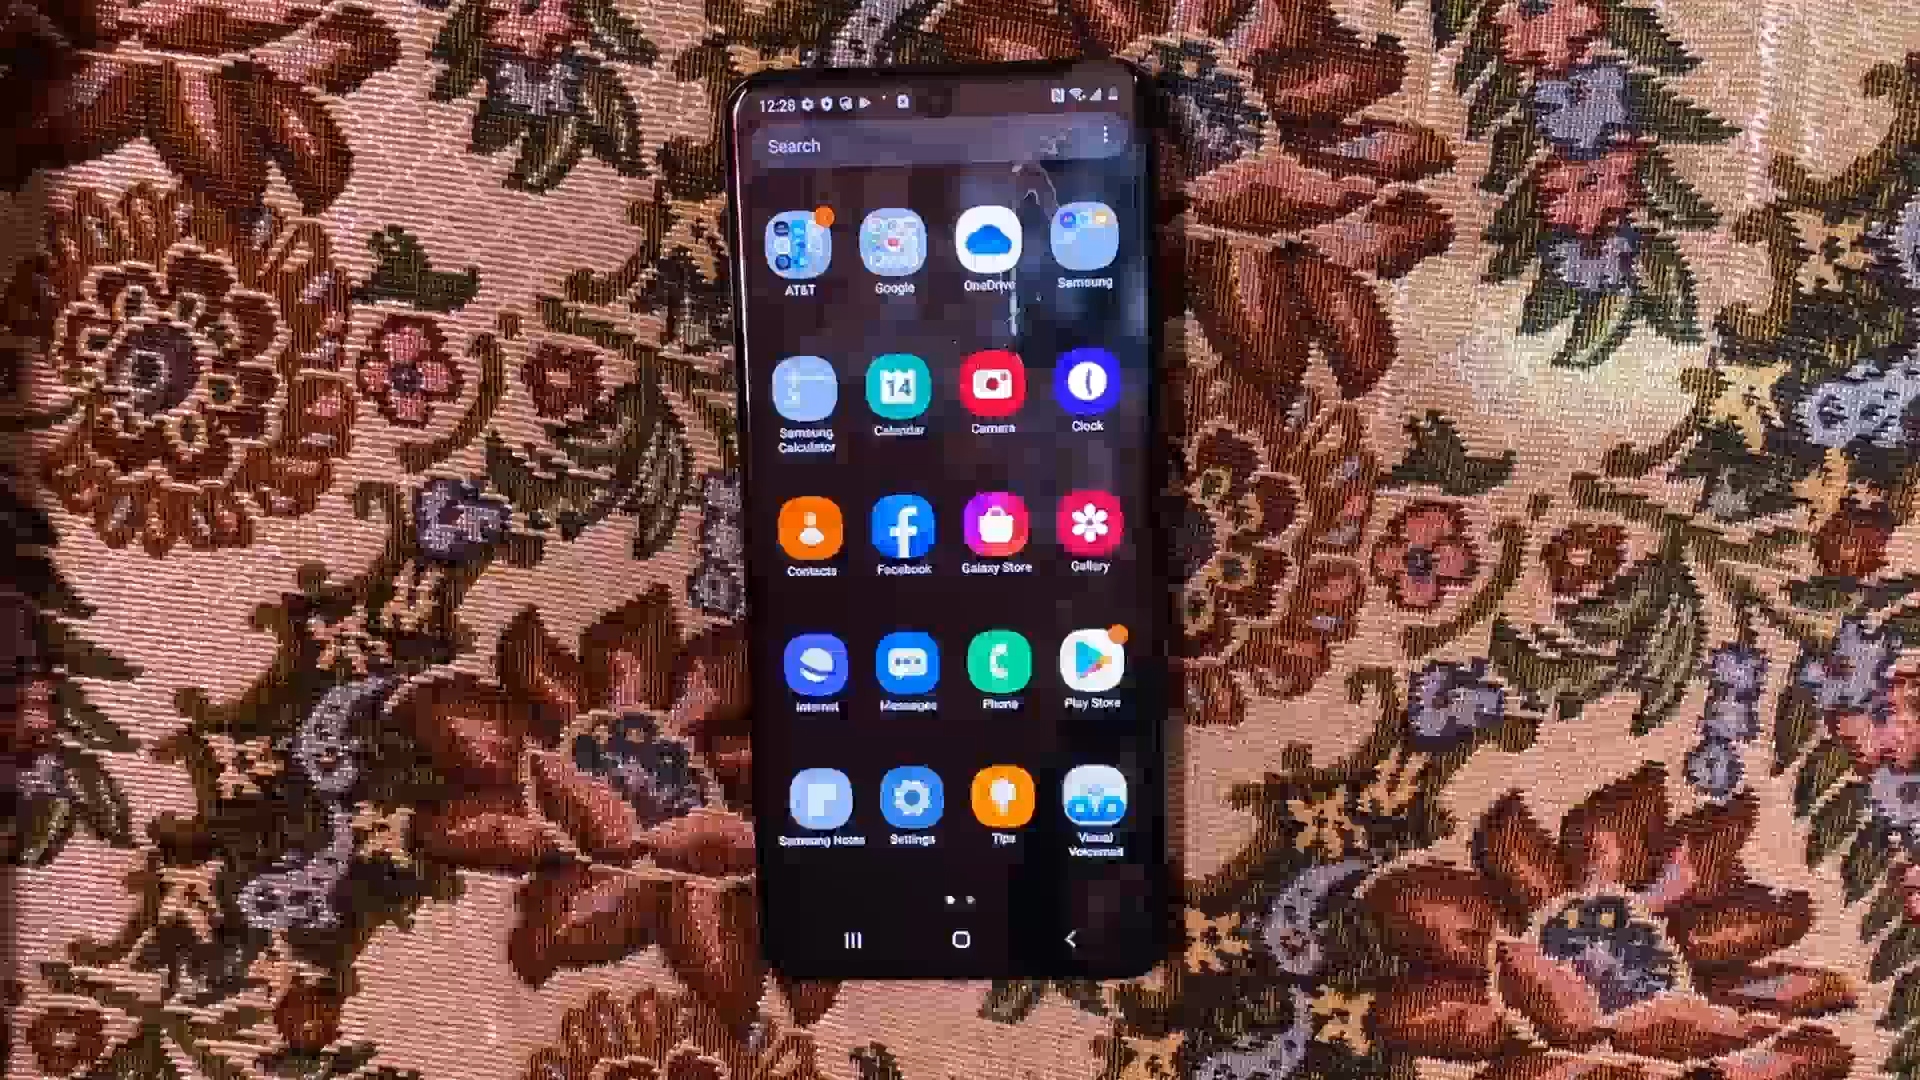 12:28
Search
AT&T
Google
OneDrive
Samsung
Samsung
Calculator
14
Calendar
Camera
Clock
Contacts
Facebook
Galaxy Store
Gallery
Internet
Messages
Phone
Play Store
Samsung Notes
Settings
Tips
Visual
Voicemail